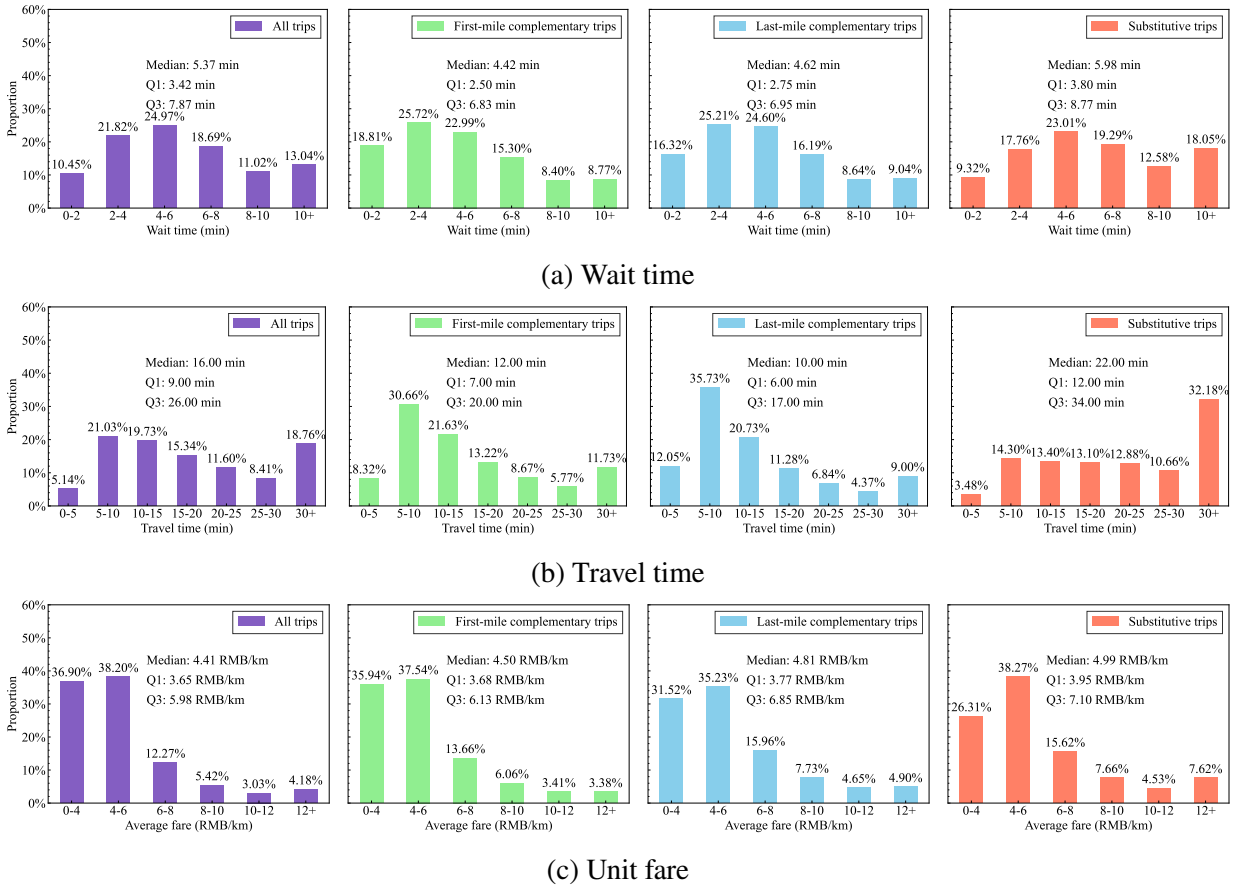 60%
50%
40%
30%
20%
10%
0%
Proportion
All trips
Median: 5.37 min
Q1: 3.42 min
Q3: 7.87 min
10.45%
21.82%
24.97%
18.69%
11.02%
13.04%
0-2 2-4 4-6 6-8 8-10 10+
Wait time (min)
First-mile complementary trips
Median: 4.42 min
Q1: 2.50 min
Q3: 6.83 min
18.81%
25.72%
22.99%
15.30%
8.40%
8.77%
0-2 2-4 4-6 6-8 8-10 10+
Wait time (min)
Last-mile complementary trips
Median: 4.62 min
Q1: 2.75 min
Q3: 6.95 min
16.32%
25.21%
24.60%
16.19%
8.64%
9.04%
0-2 2-4 4-6 6-8 8-10 10+
Wait time (min)
Substitutive trips
Median: 5.98 min
Q1: 3.80 min
Q3: 8.77 min
9.32%
17.76%
23.01%
19.29%
12.58%
18.05%
0-2 2-4 4-6 6-8 8-10 10+
Wait time (min)
(a) Wait time
60%
50%
40%
30%
20%
10%
0%
Proportion
All trips
Median: 16.00 min
Q1: 9.00 min
Q3: 26.00 min
5.14%
21.03%
19.73%
15.34%
11.60%
8.41%
18.76%
0-5 5-10 10-15 15-20 20-25 25-30 30+
Travel time (min)
First-mile complementary trips
Median: 12.00 min
Q1: 7.00 min
Q3: 20.00 min
8.32%
30.66%
21.63%
13.22%
8.67%
5.77%
11.73%
0-5 5-10 10-15 15-20 20-25 25-30 30+
Travel time (min)
Last-mile complementary trips
Median: 10.00 min
Q1: 6.00 min
Q3: 17.00 min
12.05%
35.73%
20.73%
11.28%
6.84%
4.37%
9.00%
0-5 5-10 10-15 15-20 20-25 25-30 30+
Travel time (min)
Substitutive trips
Median: 22.00 min
Q1: 12.00 min
Q3: 34.00 min
3.48%
14.30%
13.40%
13.10%
12.88%
10.66%
32.18%
0-5 5-10 10-15 15-20 20-25 25-30 30+
Travel time (min)
(b) Travel time
60%
50%
40%
30%
20%
10%
0%
Proportion
All trips
Median: 4.41 RMB/km
Q1: 3.65 RMB/km
Q3: 5.98 RMB/km
36.90%
38.20%
12.27%
5.42%
3.03%
4.18%
0-4 4-6 6-8 8-10 10-12 12+
Average fare (RMB/km)
First-mile complementary trips
Median: 4.50 RMB/km
Q1: 3.68 RMB/km
Q3: 6.13 RMB/km
35.94%
37.54%
13.66%
6.06%
3.41%
3.38%
0-4 4-6 6-8 8-10 10-12 12+
Average fare (RMB/km)
Last-mile complementary trips
Median: 4.81 RMB/km
Q1: 3.77 RMB/km
Q3: 6.85 RMB/km
31.52%
35.23%
15.96%
7.73%
4.65%
4.90%
0-4 4-6 6-8 8-10 10-12 12+
Average fare (RMB/km)
Substitutive trips
Median: 4.99 RMB/km
Q1: 3.95 RMB/km
Q3: 7.10 RMB/km
26.31%
38.27%
15.62%
7.66%
4.53%
7.62%
0-4 4-6 6-8 8-10 10-12 12+
Average fare (RMB/km)
(c) Unit fare